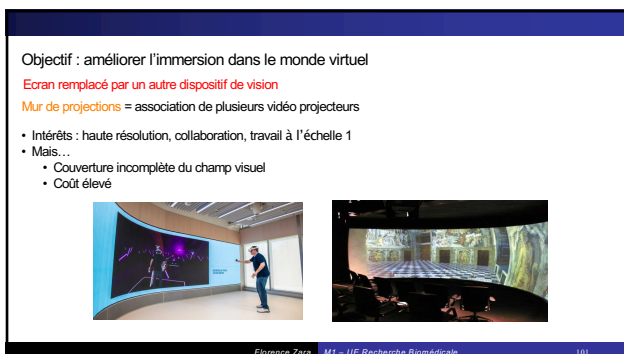 Objectif : améliorer l’immersion dans le monde virtuel
Ecran remplacé par un autre dispositif de vision
Mur de projections = association de plusieurs vidéo projecteurs
• Intérêts : haute résolution, collaboration, travail à l’échelle 1
• Mais…
• Couverture incomplète du champ visuel
• Coût élevé
Florence Zara M1 – UE Recherche Biomédicale 101